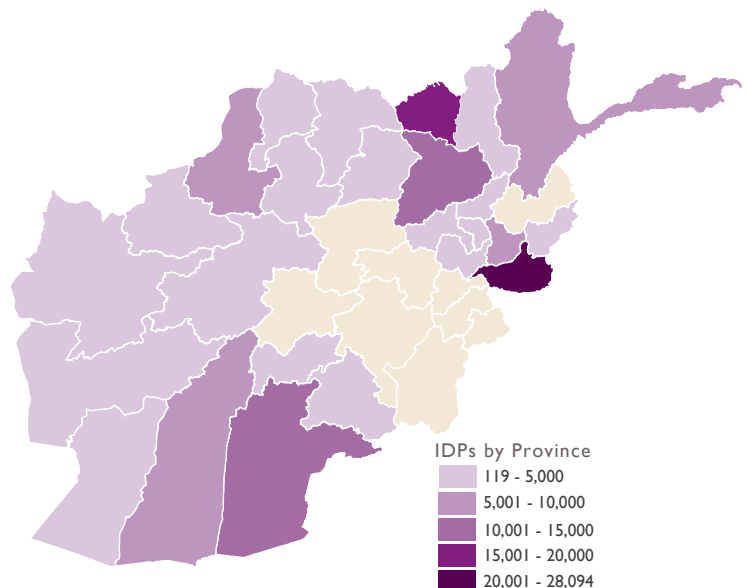 IDPs by Province
119 - 5,000
5,001 - 10,000
10,001 - 15,000
15,001 - 20,000
20,001 - 28,094